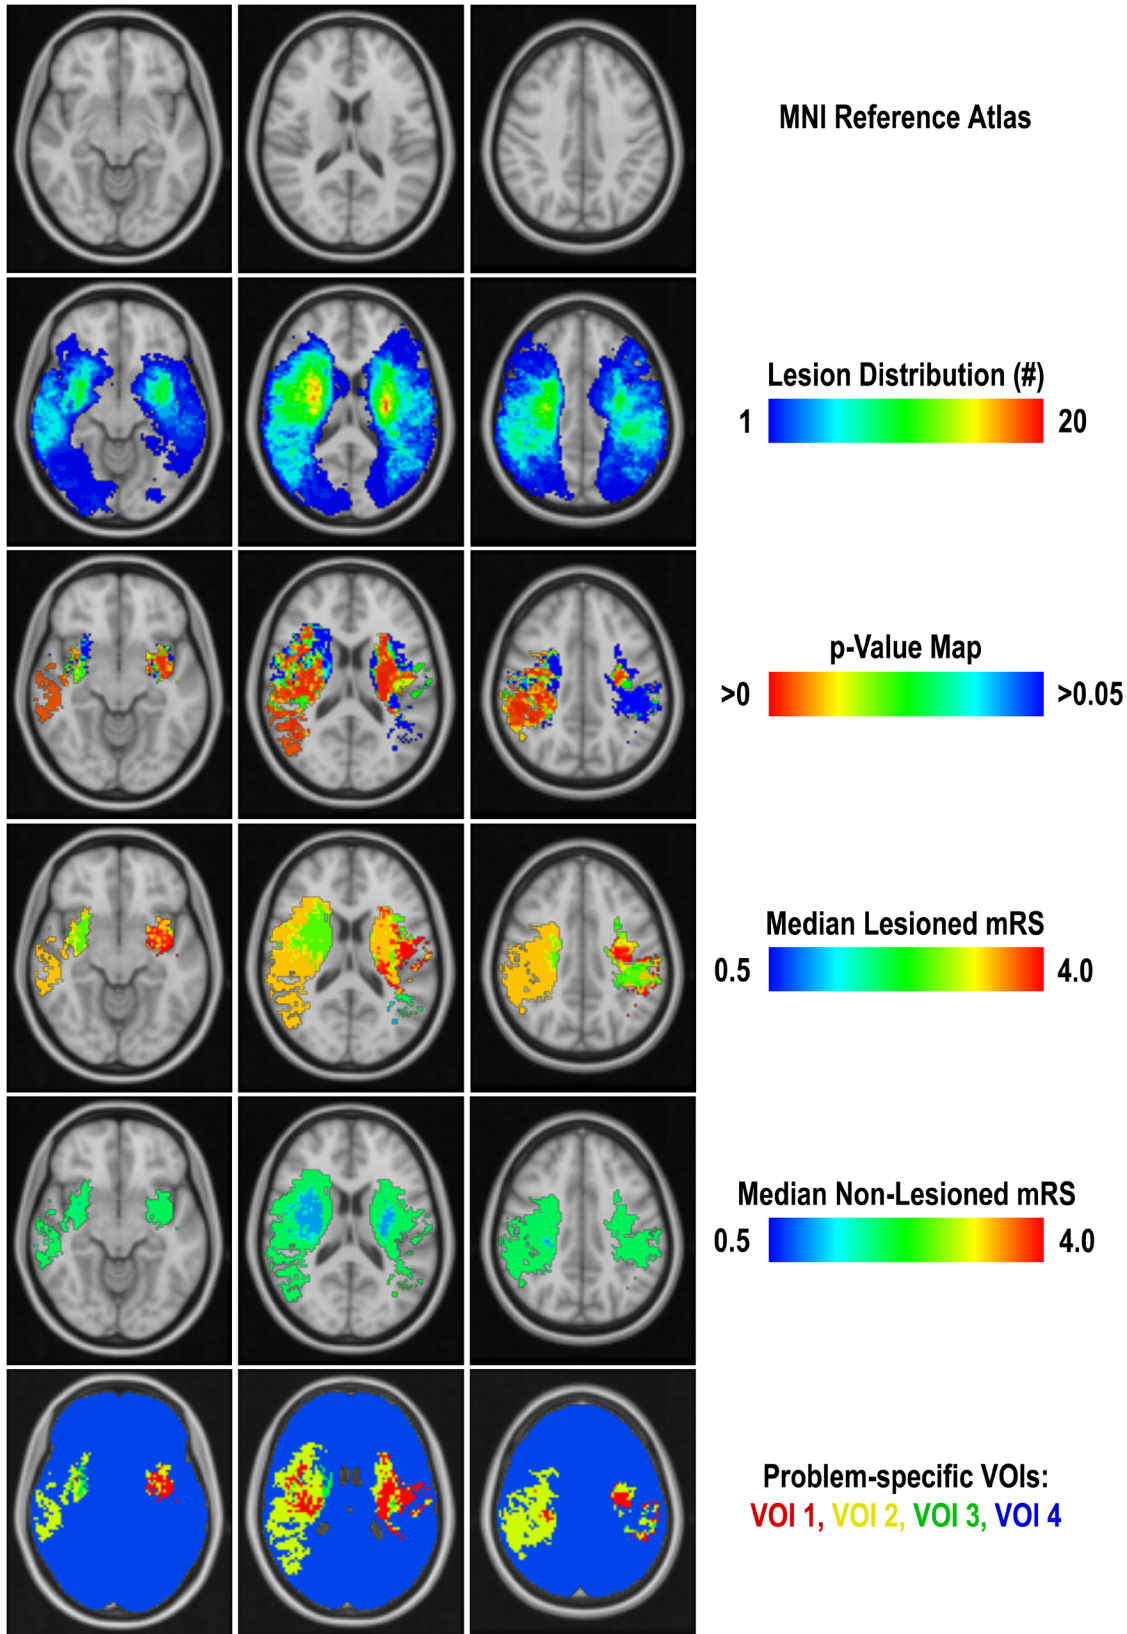 MNI Reference Atlas
Lesion Distribution (#)
1 20
p-Value Map
>0 >0.05
Median Lesioned mRS
0.5 4.0
Median Non-Lesioned mRS
0.5 4.0
Problem-specific VOIs:
VOI 1, VOI 2, VOI 3, VOI 4